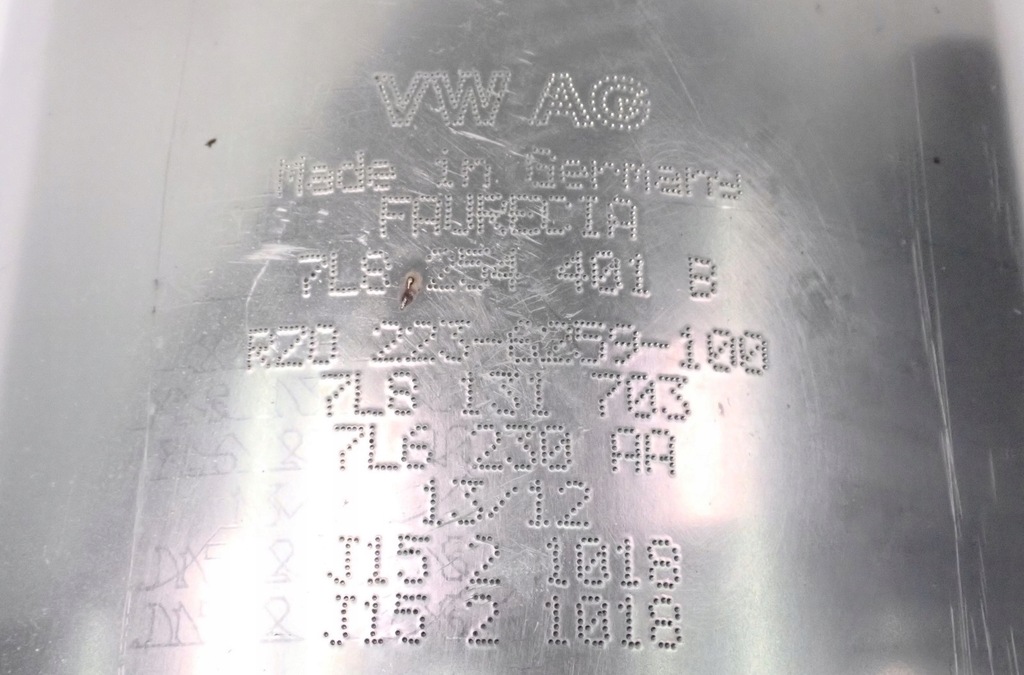 VW AG
Made in Germany
FAURECIA
7L8 254 401 B
RZD 223-6259-100
7L8 131 703
7L6 230 AA
13/12
J15 2 1018
J15 2 1018